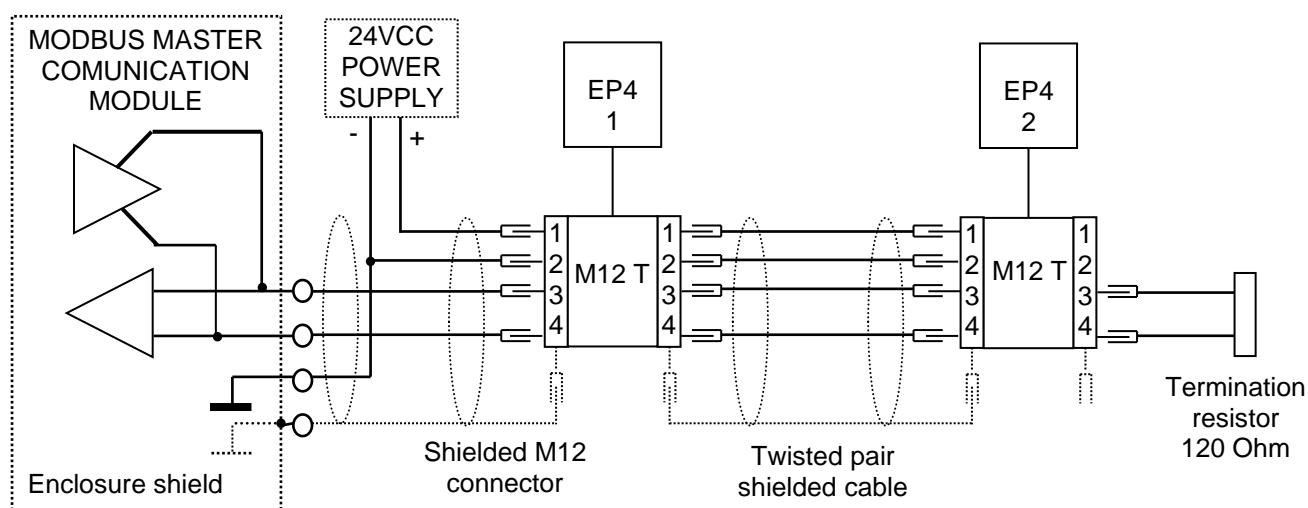 MODBUS MASTER
COMUNICATION
MODULE
24VCC
POWER
SUPPLY
-
+
EP4
1
EP4
2
1
2
3
4
M12 T
1
2
3
4
1
2
3
4
M12 T
1
2
3
4
Enclosure shield
Shielded M12
connector
Twisted pair
shielded cable
Termination
resistor
120 Ohm